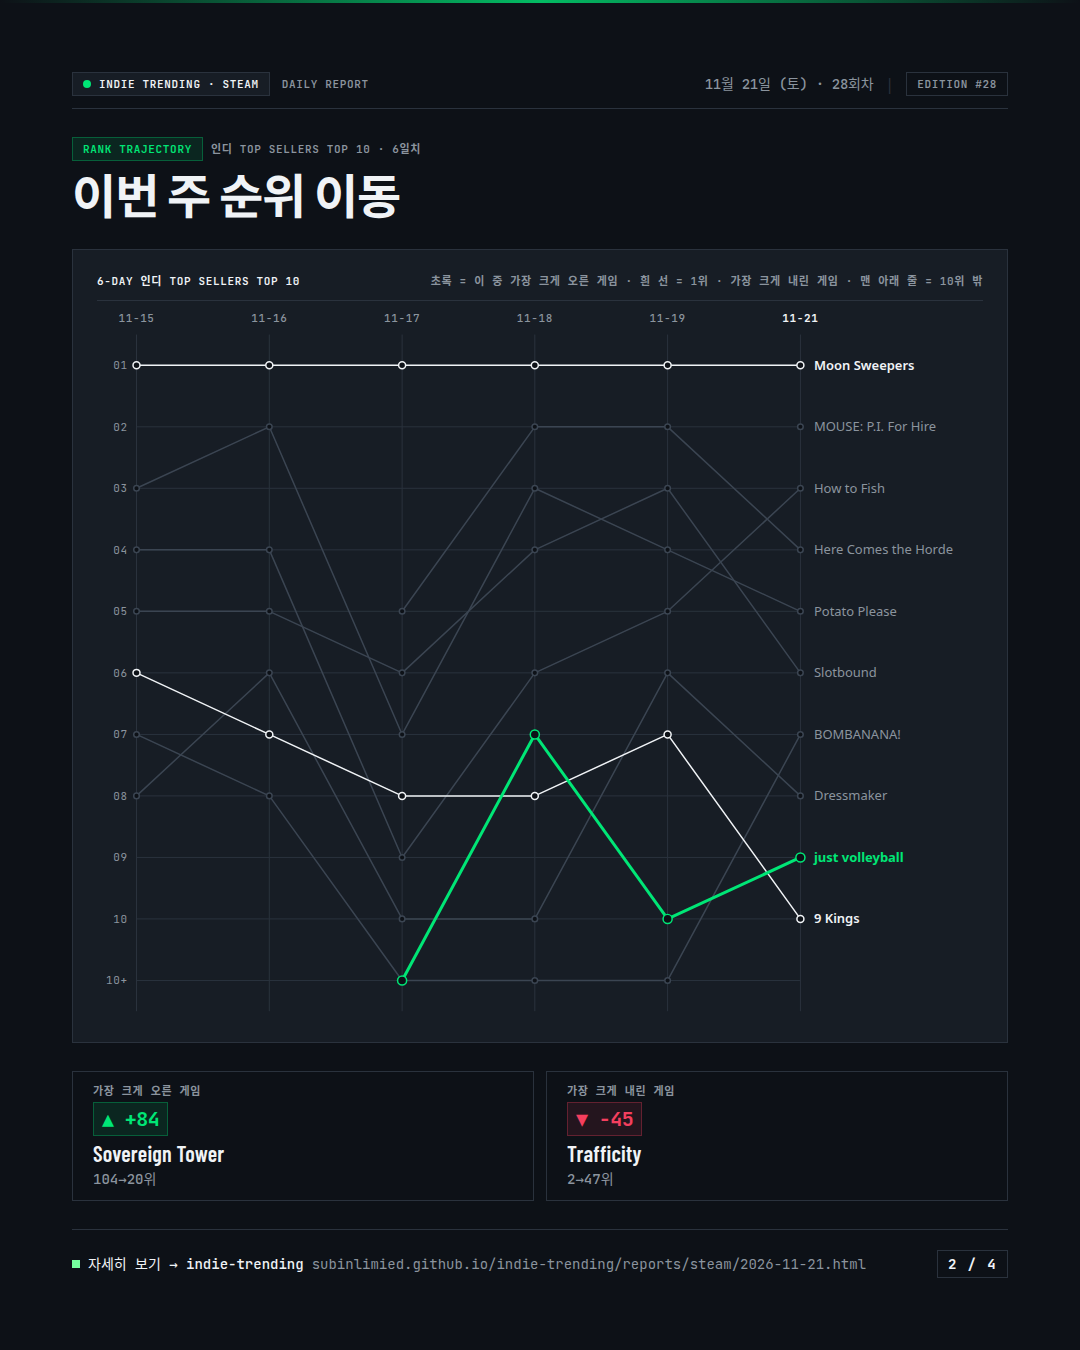 INDIE TRENDING · STEAM DAILY REPORT 11월 21일 (토) · 28회차 EDITION #28
RANK TRAJECTORY 인디 TOP SELLERS TOP 10 · 6일치
이번 주 순위 이동
6-DAY 인디 TOP SELLERS TOP 10 초록 = 이 중 가장 크게 오른 게임 · 흰 선 = 1위 · 가장 크게 내린 게임 · 맨 아래 줄 = 10위 밖
11-15 11-16 11-17 11-18 11-19 11-21
01 Moon Sweepers
02 MOUSE: P.I. For Hire
03 How to Fish
04 Here Comes the Horde
05 Potato Please
06 Slotbound
07 BOMBANANA!
08 Dressmaker
09 just volleyball
10 9 Kings
10+
가장 크게 오른 게임
▲ +84
Sovereign Tower
104→20위
가장 크게 내린 게임
▼ -45
Trafficity
2→47위
자세히 보기 → indie-trending subinlimied.github.io/indie-trending/reports/steam/2026-11-21.html 2 / 4